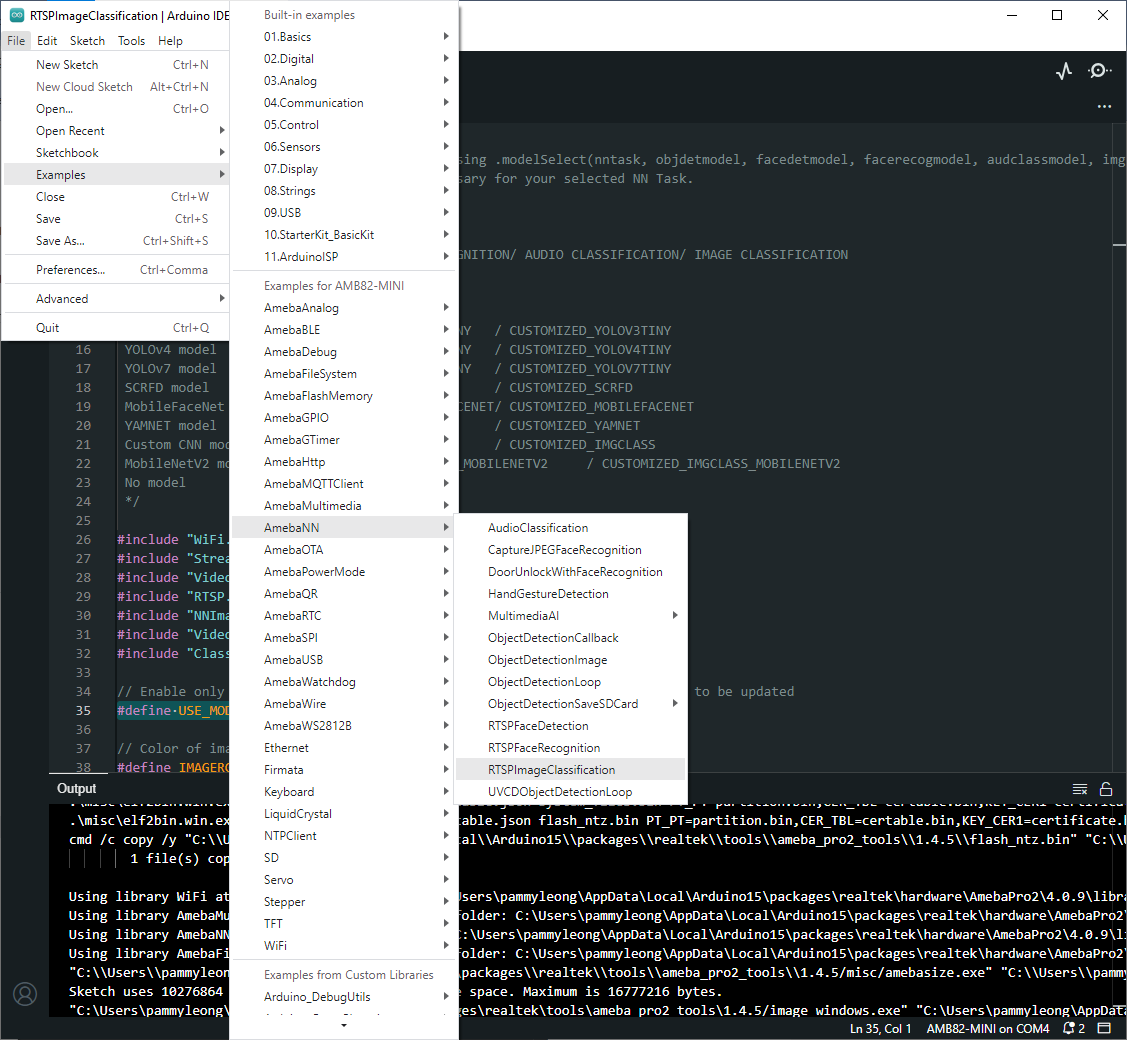 RTSPImageClassification | Arduino IDE
File Edit Sketch Tools Help
New Sketch Ctrl+N
New Cloud Sketch Alt+Ctrl+N
Open... Ctrl+O
Open Recent
Sketchbook
Examples
Close Ctrl+W
Save Ctrl+S
Save As... Ctrl+Shift+S
Preferences... Ctrl+Comma
Advanced
Quit Ctrl+Q
Built-in examples
01.Basics
02.Digital
03.Analog
04.Communication
05.Control
06.Sensors
07.Display
08.Strings
09.USB
10.StarterKit_BasicKit
11.ArduinoISP
Examples for AMB82-MINI
AmebaAnalog
AmebaBLE
AmebaDebug
AmebaFileSystem
AmebaFlashMemory
AmebaGPIO
AmebaGTimer
AmebaHttp
AmebaMQTTClient
AmebaMultimedia
AmebaNN
AmebaOTA
AmebaPowerMode
AmebaQR
AmebaRTC
AmebaSPI
AmebaUSB
AmebaWatchdog
AmebaWire
AmebaWS2812B
Ethernet
Firmata
Keyboard
LiquidCrystal
NTPClient
SD
Servo
Stepper
TFT
WiFi
Examples from Custom Libraries
Arduino_DebugUtils
AudioClassification
CaptureJPEGFaceRecognition
DoorUnlockWithFaceRecognition
HandGestureDetection
MultimediaAI
ObjectDetectionCallback
ObjectDetectionImage
ObjectDetectionLoop
ObjectDetectionSaveSDCard
RTSPFaceDetection
RTSPFaceRecognition
RTSPImageClassification
UVCDObjectDetectionLoop
sing .modelSelect(nntask, objdetmodel, facedetmodel, facerecogmodel, audclassmodel, img
sary for your selected NN Task.
GNITION/ AUDIO CLASSIFICATION/ IMAGE CLASSIFICATION
NY / CUSTOMIZED_YOLOV3TINY
16 YOLOv4 model NY / CUSTOMIZED_YOLOV4TINY
17 YOLOv7 model NY / CUSTOMIZED_YOLOV7TINY
18 SCRFD model / CUSTOMIZED_SCRFD
19 MobileFaceNet CENET/ CUSTOMIZED_MOBILEFACENET
20 YAMNET model / CUSTOMIZED_YAMNET
21 Custom CNN mod / CUSTOMIZED_IMGCLASS
22 MobileNetV2 mo _MOBILENETV2 / CUSTOMIZED_IMGCLASS_MOBILENETV2
23 No model
24 */
25
26 #include "WiFi.
27 #include "Strea
28 #include "Video
29 #include "RTSP.
30 #include "NNIma
31 #include "Video
32 #include "Class
33
34 // Enable only to be updated
35 #define·USE_MOD
36
37 // Color of ima
38 #define IMAGERG
Output
.\misc\elf2bin.win.ex table.json flash_ntz.bin PT_PT=partition.bin,CER_TBL=certable.bin,KEY_CER1=certificate.b
cmd /c copy /y "C:\\U al\\Arduino15\\packages\\realtek\\tools\\ameba_pro2_tools\\1.4.5\\flash_ntz.bin" "C:\\U
1 file(s) cop
Using library WiFi at Users\pammyleong\AppData\Local\Arduino15\packages\realtek\hardware\AmebaPro2\4.0.9\libra
Using library AmebaMu folder: C:\Users\pammyleong\AppData\Local\Arduino15\packages\realtek\hardware\AmebaPro2\
Using library AmebaNN C:\Users\pammyleong\AppData\Local\Arduino15\packages\realtek\hardware\AmebaPro2\4.0.9\li
Using library AmebaFi folder: C:\Users\pammyleong\AppData\Local\Arduino15\packages\realtek\hardware\AmebaPro2\
"C:\\Users\\pammyleon packages\\realtek\\tools\\ameba_pro2_tools\\1.4.5/misc/amebasize.exe" "C:\\Users\\pammy
Sketch uses 10276864 e space. Maximum is 16777216 bytes.
"C:\Users\pammyleong\ ges\realtek\tools\ameba_pro2_tools\1.4.5/image_windows.exe" "C:\Users\pammyleong\AppData
Ln 35, Col 1 AMB82-MINI on COM4 2